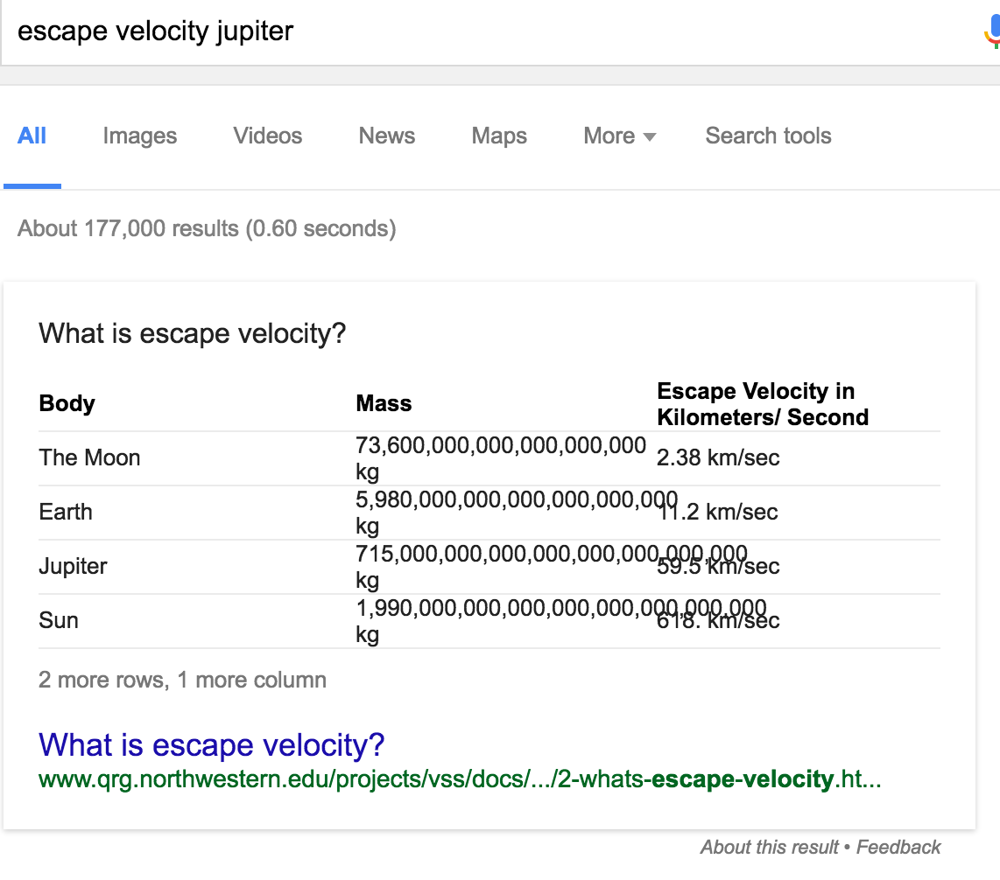 escape velocity jupiter
All Images Videos News Maps More Search tools
About 177,000 results (0.60 seconds)
What is escape velocity?
Body Mass Escape Velocity in
Kilometers/ Second
The Moon 73,600,000,000,000,000,000 2.38 km/sec
kg
Earth 5,980,000,000,000,000,000,000 11.2 km/sec
kg
Jupiter 715,000,000,000,000,000,000,000,000 59.5 km/sec
kg
Sun 1,990,000,000,000,000,000,000,000,000 618. km/sec
kg
2 more rows, 1 more column
What is escape velocity?
www.qrg.northwestern.edu/projects/vss/docs/.../2-whats-escape-velocity.ht...
About this result • Feedback